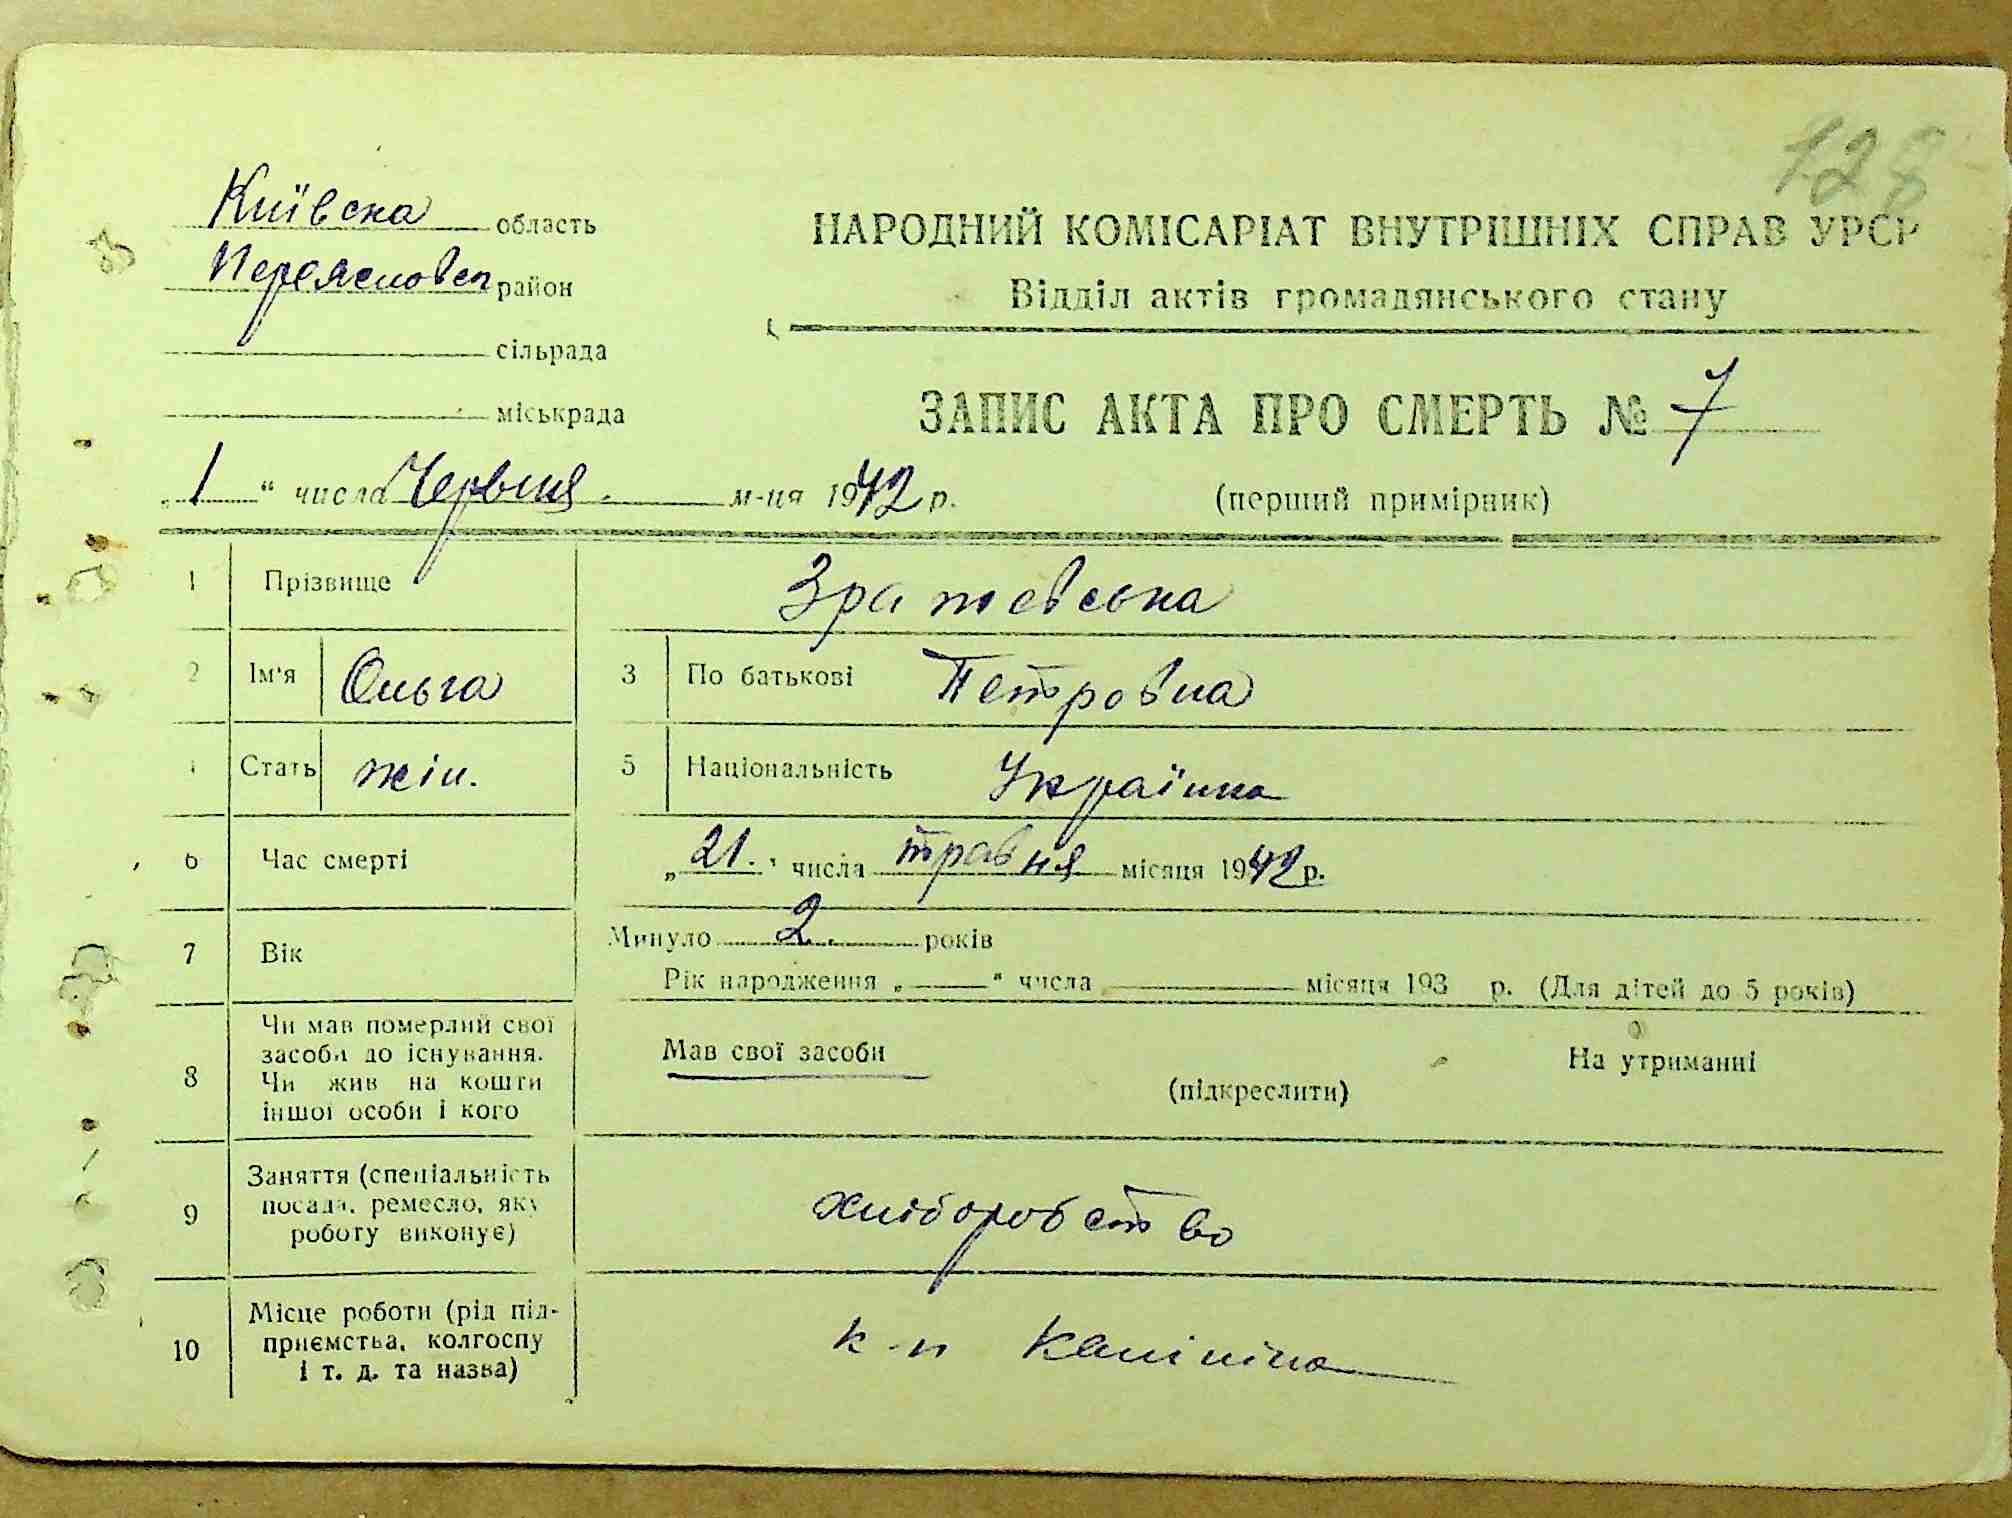 128
Київска область
Переясловсп район
сільрада
міськрада
НАРОДНИЙ КОМІСАРІАТ ВНУТРІШНІХ СПРАВ УРСР
Відділ актів громадянського стану
ЗАПИС АКТА ПРО СМЕРТЬ № 7
„ 1 “ числа Червня. м-ця 1942 р.
(перший примірник)
1 Прізвище Зратевська
2 Ім'я Ольга 3 По батькові Петровна
Стать жін. 5 Національність Українка
6 Час смерті „ 21. “ числа травня місяця 1942 р.
7 Вік Минуло 2. років
Рік народження „ “ числа місяця 193 р. (Для дітей до 5 років)
8 Чи мав померлий свої засоби до існування. Чи жив на кошти іншої особи і кого
Мав свої засоби
(підкреслити)
На утриманні
9 Заняття (спеціальність посада, ремесло, яку роботу виконує)
хліборобство
10 Місце роботи (рід підприємства, колгоспу і т. д. та назва)
к-п Калініна